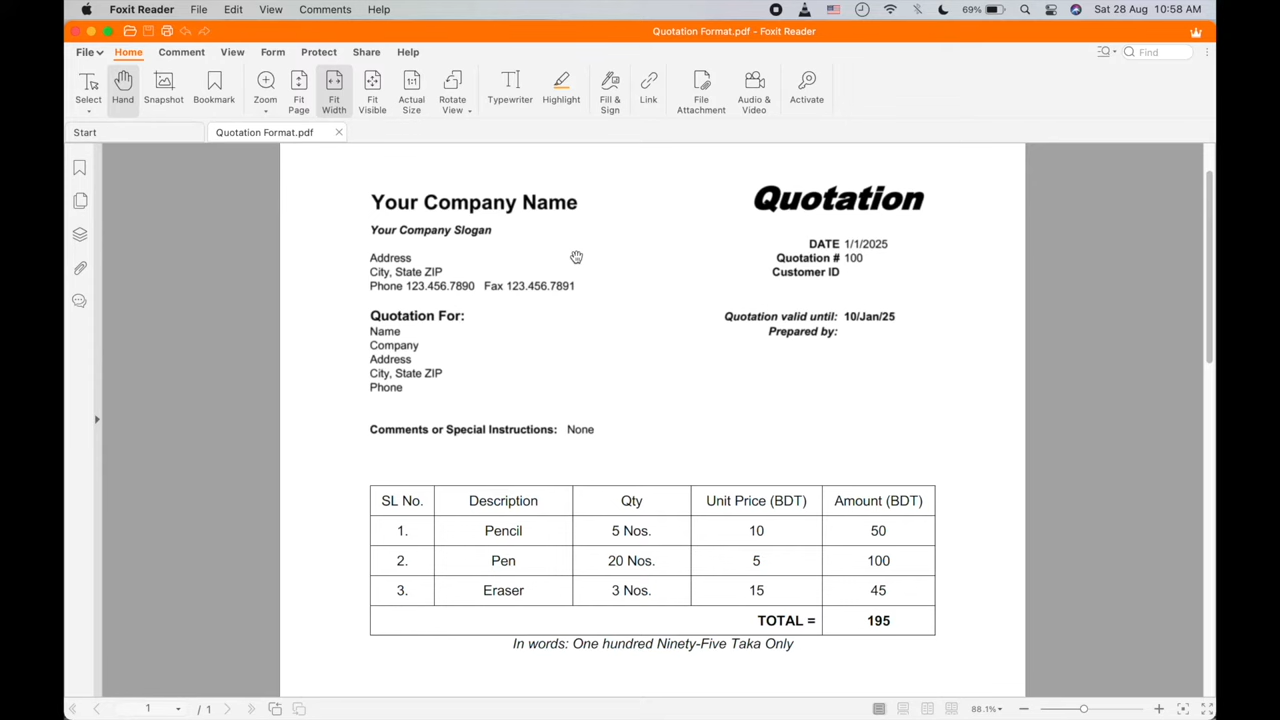 Foxit Reader File Edit View Comments Help 69% Sat 28 Aug 10:58 AM
Quotation Format.pdf - Foxit Reader
File Home Comment View Form Protect Share Help Find
Select Hand Snapshot Bookmark Zoom Fit Page Fit Width Fit Visible 1:1 Actual Size Rotate View Typewriter Highlight Fill & Sign Link File Attachment Audio & Video Activate
Start Quotation Format.pdf
Your Company Name
Quotation
Your Company Slogan
DATE 1/1/2025
Address
Quotation # 100
City, State ZIP
Customer ID
Phone 123.456.7890 Fax 123.456.7891
Quotation For:
Quotation valid until: 10/Jan/25
Name
Prepared by:
Company
Address
City, State ZIP
Phone
Comments or Special Instructions: None
SL No. Description Qty Unit Price (BDT) Amount (BDT)
1. Pencil 5 Nos. 10 50
2. Pen 20 Nos. 5 100
3. Eraser 3 Nos. 15 45
TOTAL = 195
In words: One hundred Ninety-Five Taka Only
1 / 1 88.1%